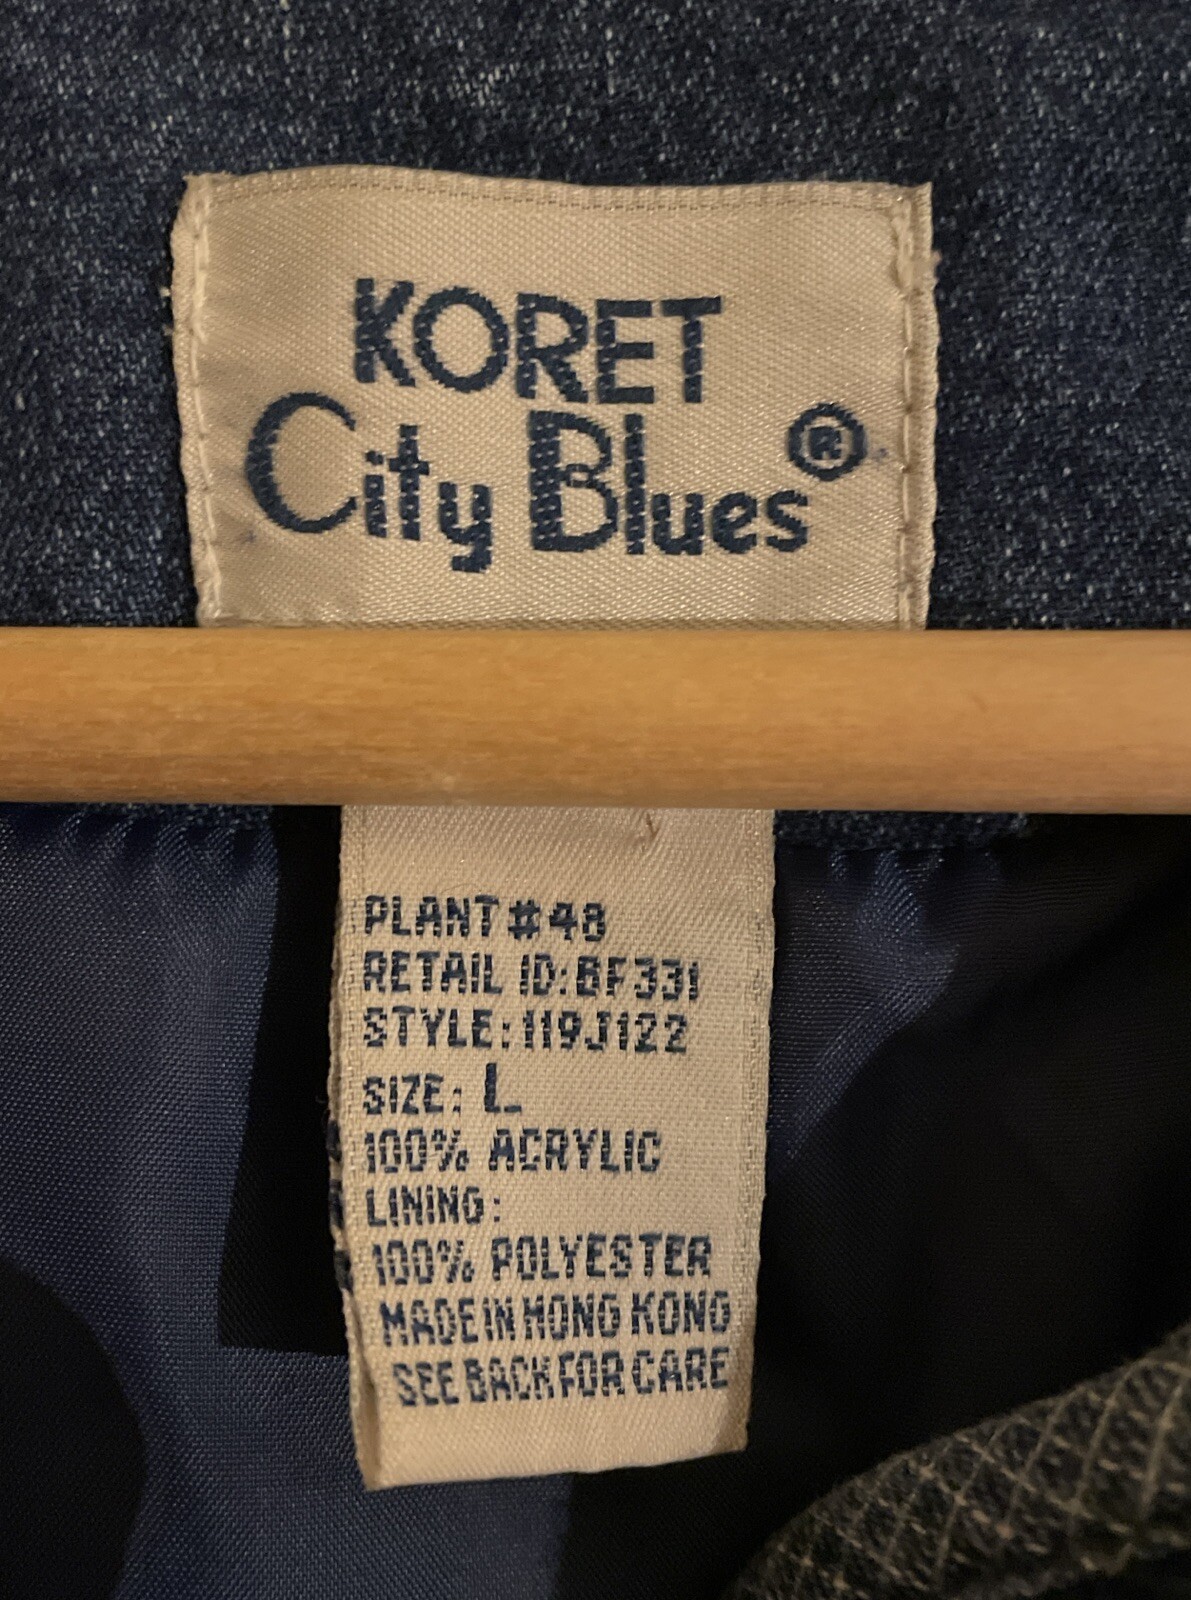 KORET
City Blues®
PLANT #48
RETAIL ID: BF331
STYLE: 119J122
SIZE: L
100% ACRYLIC
LINING:
100% POLYESTER
MADE IN HONG KONG
SEE BACK FOR CARE